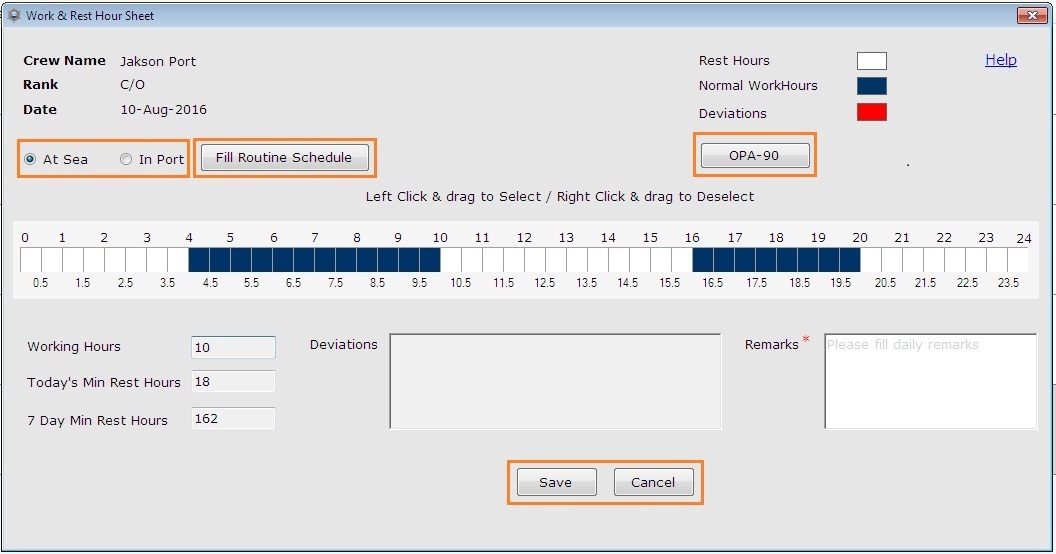 Work & Rest Hour Sheet
Crew Name Jakson Port
Rank C/O
Date 10-Aug-2016
Rest Hours
Normal WorkHours
Deviations
Help
At Sea In Port Fill Routine Schedule OPA-90
Left Click & drag to Select / Right Click & drag to Deselect
0 1 2 3 4 5 6 7 8 9 10 11 12 13 14 15 16 17 18 19 20 21 22 23 24
0.5 1.5 2.5 3.5 4.5 5.5 6.5 7.5 8.5 9.5 10.5 11.5 12.5 13.5 14.5 15.5 16.5 17.5 18.5 19.5 20.5 21.5 22.5 23.5
Working Hours 10
Today's Min Rest Hours 18
7 Day Min Rest Hours 162
Deviations
Remarks *
Please fill daily remarks
Save Cancel